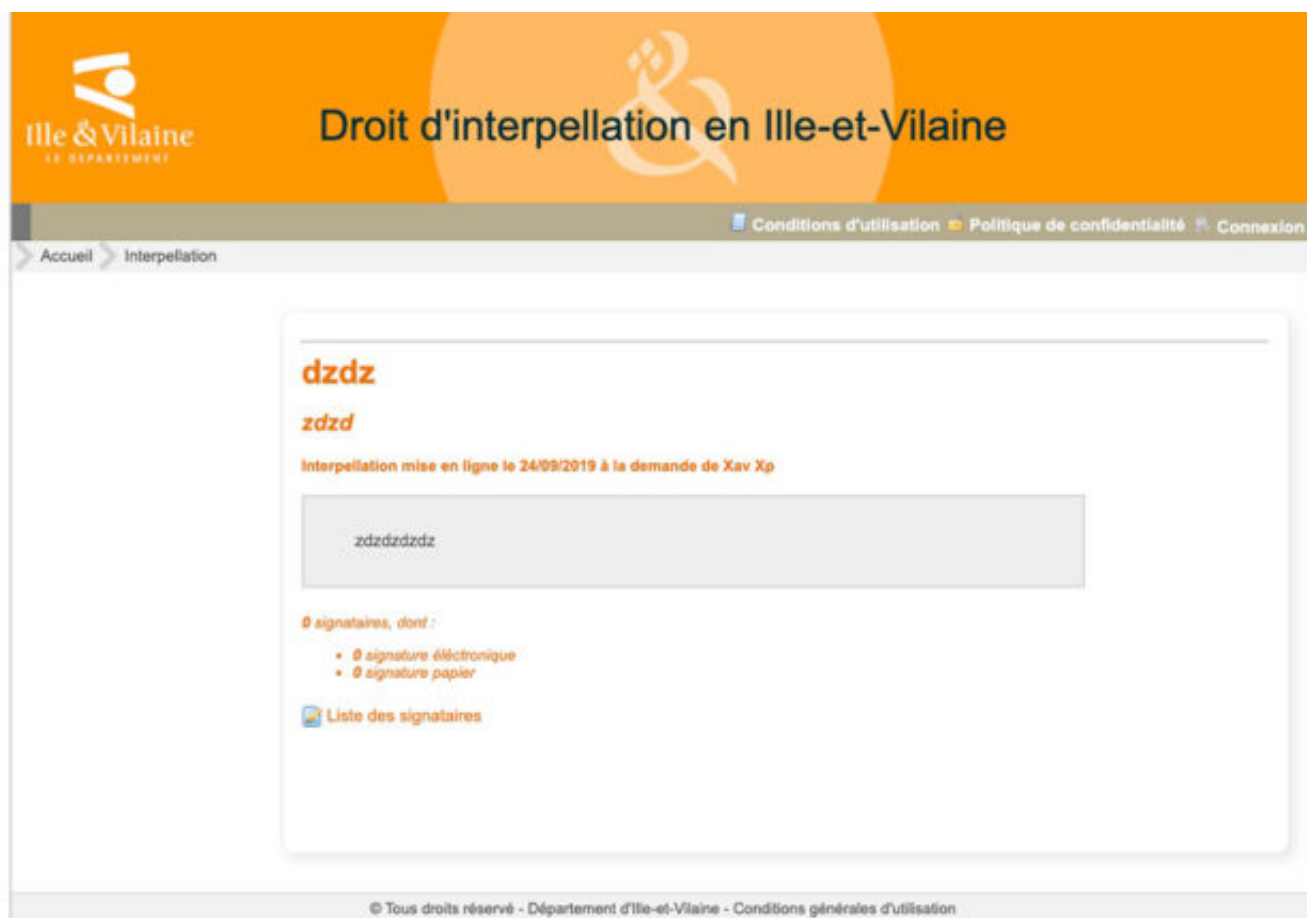 Ille & Vilaine
LE DEPARTEMENT
Droit d'interpellation en Ille-et-Vilaine
Conditions d'utilisation Politique de confidentialité Connexion
Accueil Interpellation
dzdz
zdzd
Interpellation mise en ligne le 24/09/2019 à la demande de Xav Xp
zdzdzdzdz
0 signataires, dont :
• 0 signature éléctronique
• 0 signature papier
Liste des signataires
© Tous droits réservé - Département d'Ille-et-Vilaine - Conditions générales d'utilisation